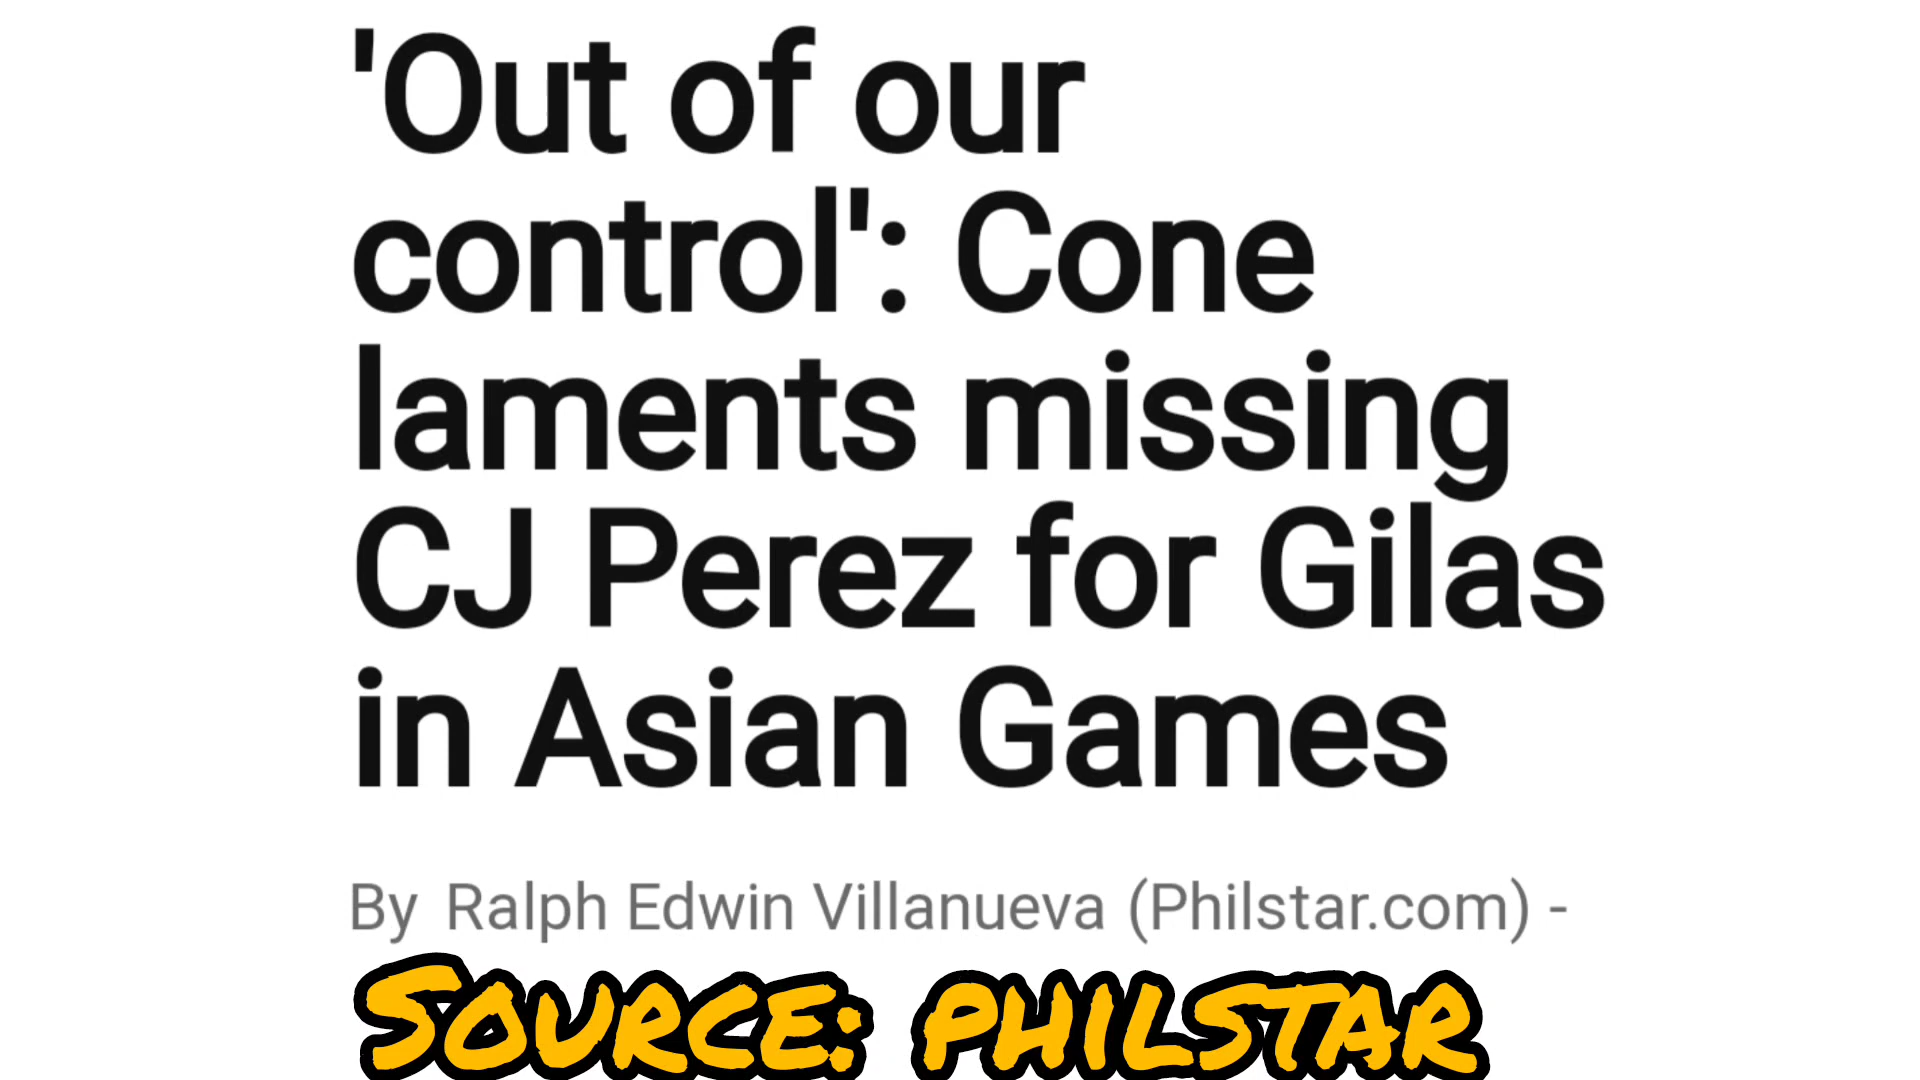 'Out of our
control': Cone
laments missing
CJ Perez for Gilas
in Asian Games
By Ralph Edwin Villanueva (Philstar.com) -
SOURCE: PHILSTAR